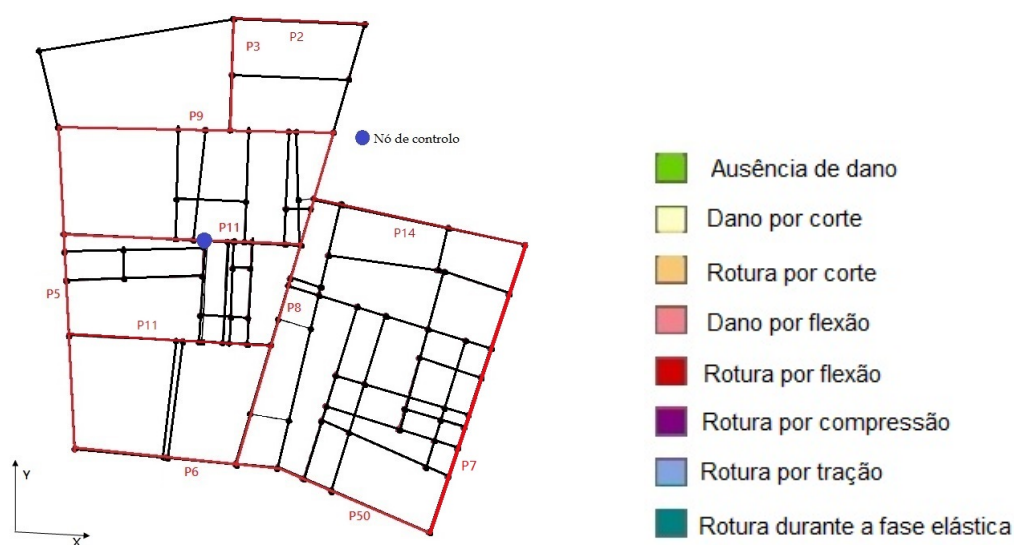 P2
P3
P9
Nó de controlo
P11
P14
P5
P8
P11
P6
P7
P50
Y
X
Ausência de dano
Dano por corte
Rotura por corte
Dano por flexão
Rotura por flexão
Rotura por compressão
Rotura por tração
Rotura durante a fase elástica